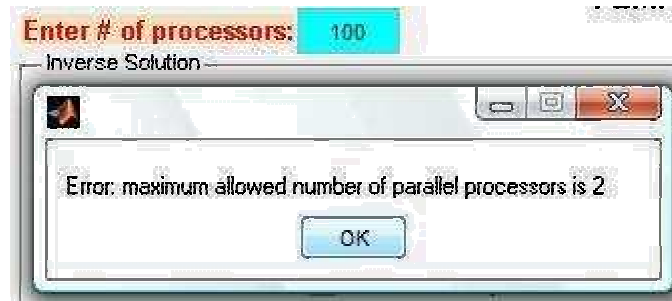 Enter # of processors: 100
Inverse Solution
Error: maximum allowed number of parallel processors is 2
OK